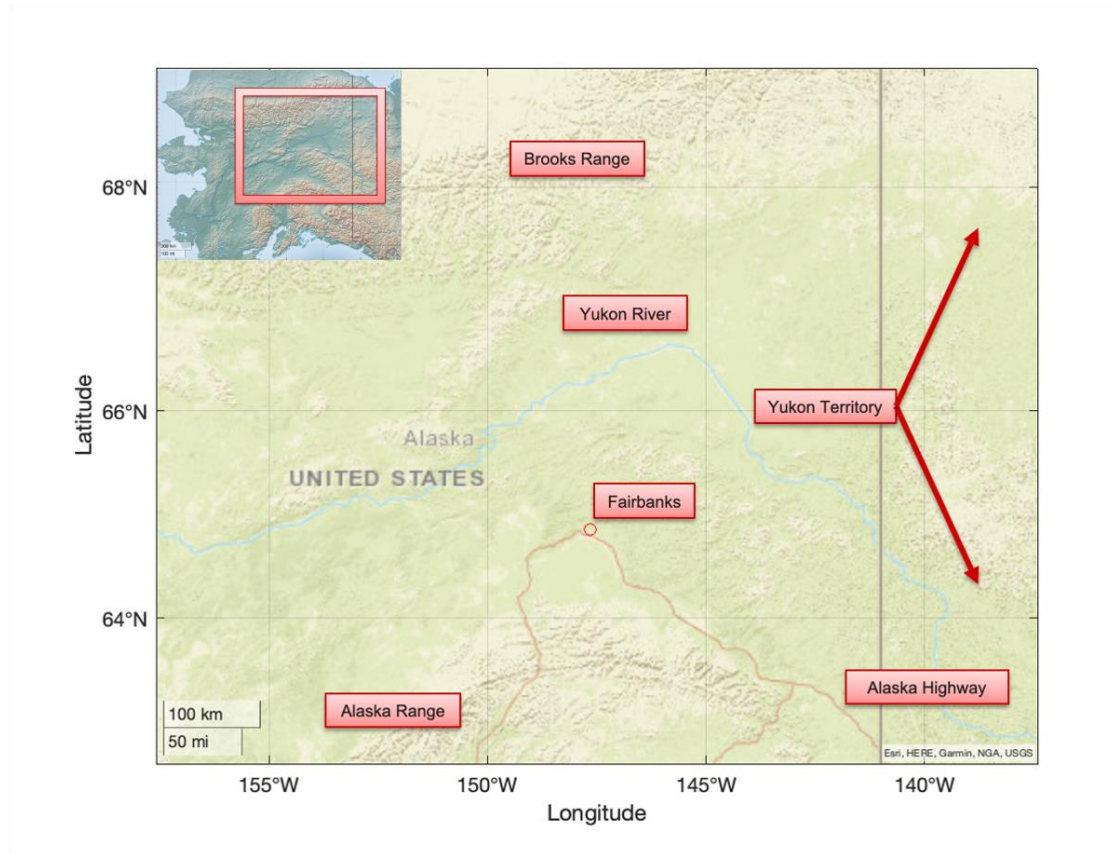 Brooks Range
68°N
Yukon River
Yukon Territory
66°N
Latitude
Alaska
UNITED STATES
Fairbanks
64°N
Alaska Highway
Alaska Range
100 km
50 mi
Esri, HERE, Garmin, NGA, USGS
155°W
150°W
145°W
140°W
Longitude